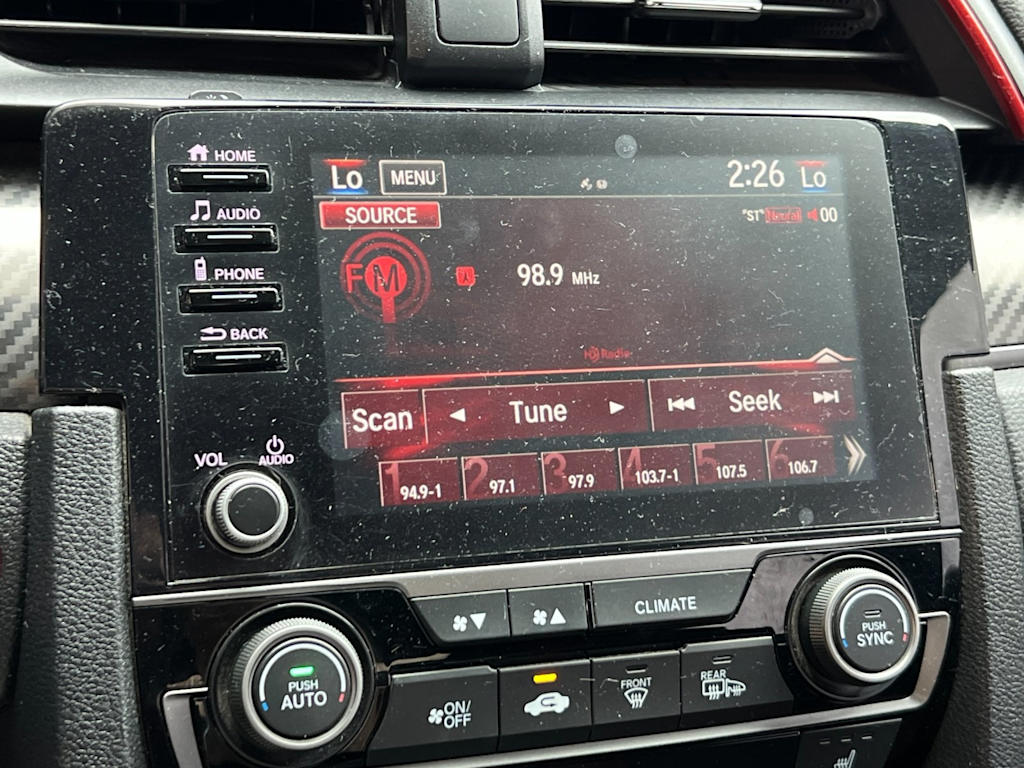 HOME
AUDIO
PHONE
BACK
VOL AUDIO
Lo MENU 2:26 Lo
SOURCE "ST" Neural 00
FM 98.9 MHz
HD Radio
Scan Tune Seek
1 94.9-1 2 97.1 3 97.9 4 103.7-1 5 107.5 6 106.7
CLIMATE
PUSH AUTO
ON/OFF
FRONT
REAR
PUSH SYNC